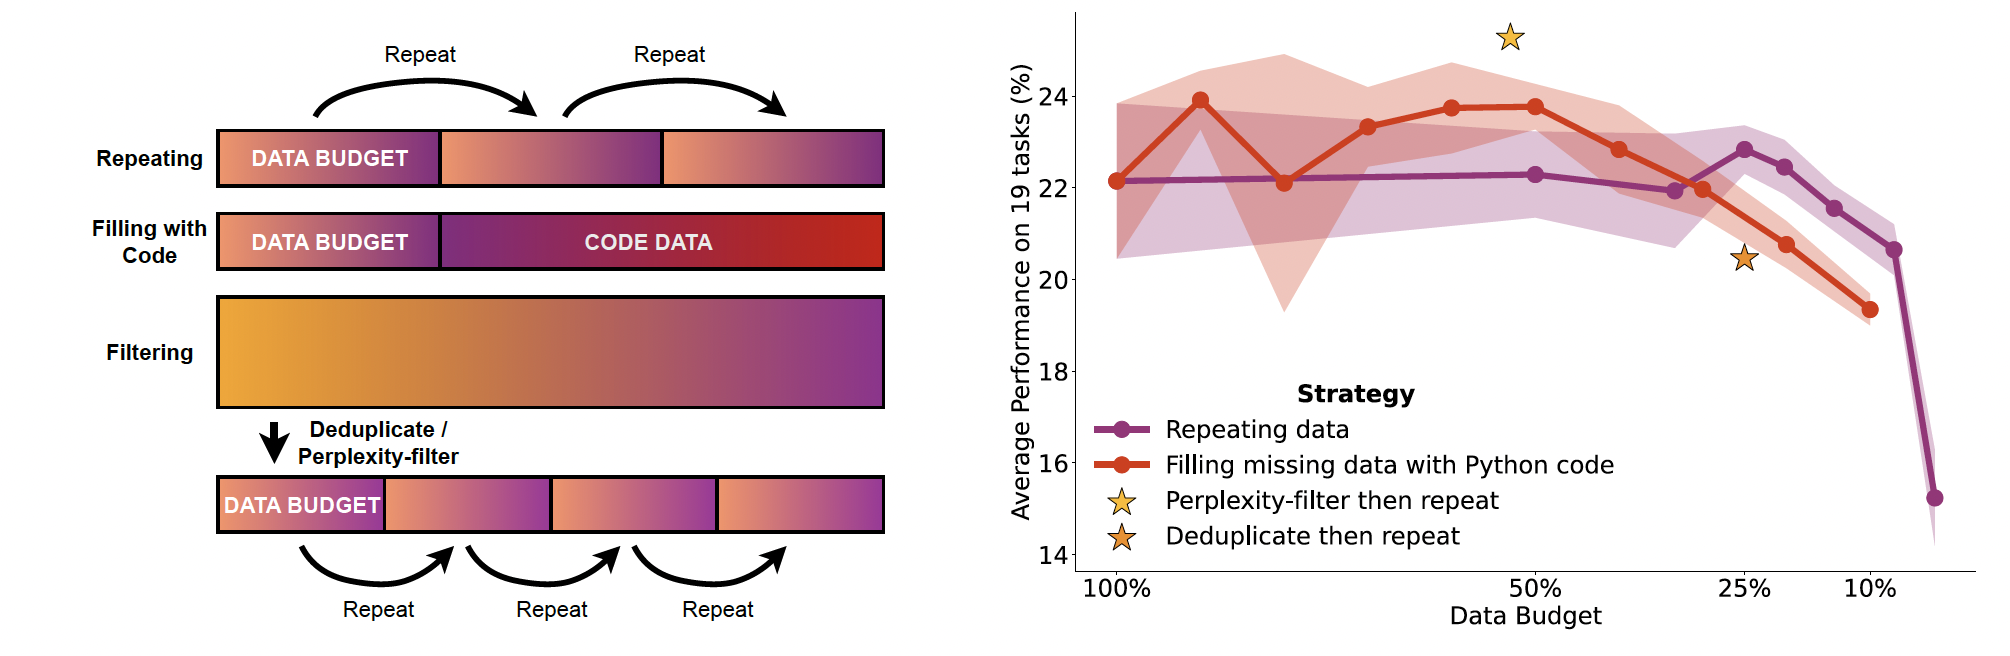 Repeat
Repeat
Repeating
DATA BUDGET
Filling with
Code
DATA BUDGET
CODE DATA
Filtering
Deduplicate /
Perplexity-filter
DATA BUDGET
Repeat
Repeat
Repeat
Average Performance on 19 tasks (%)
24
22
20
18
16
14
Strategy
Repeating data
Filling missing data with Python code
Perplexity-filter then repeat
Deduplicate then repeat
100%
50%
25%
10%
Data Budget